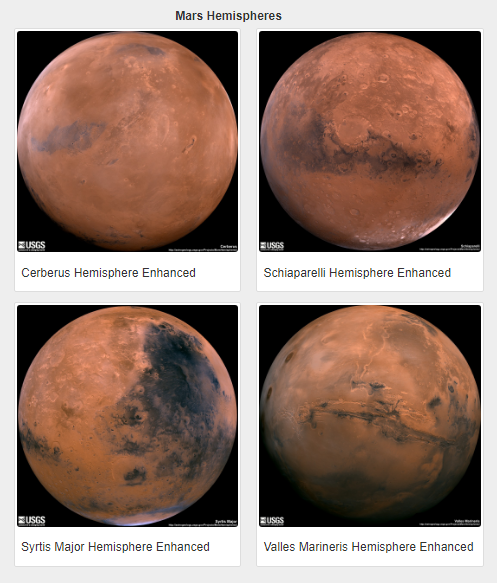 Mars Hemispheres
USGS
Cerberus
USGS
Schiaparelli
Cerberus Hemisphere Enhanced
Schiaparelli Hemisphere Enhanced
USGS
Syrtis Major
USGS
Valles Marineris
Syrtis Major Hemisphere Enhanced
Valles Marineris Hemisphere Enhanced